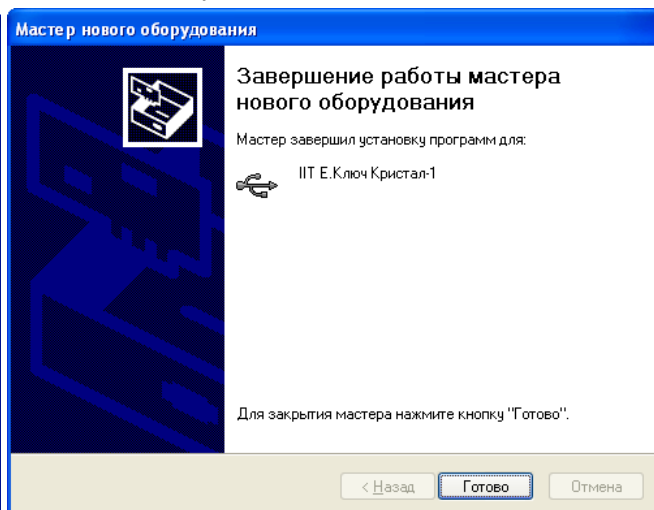 Мастер нового оборудования
Завершение работы мастера
нового оборудования
Мастер завершил установку программ для:
IIT Е.Ключ Кристал-1
Для закрытия мастера нажмите кнопку "Готово".
< Назад
Готово
Отмена